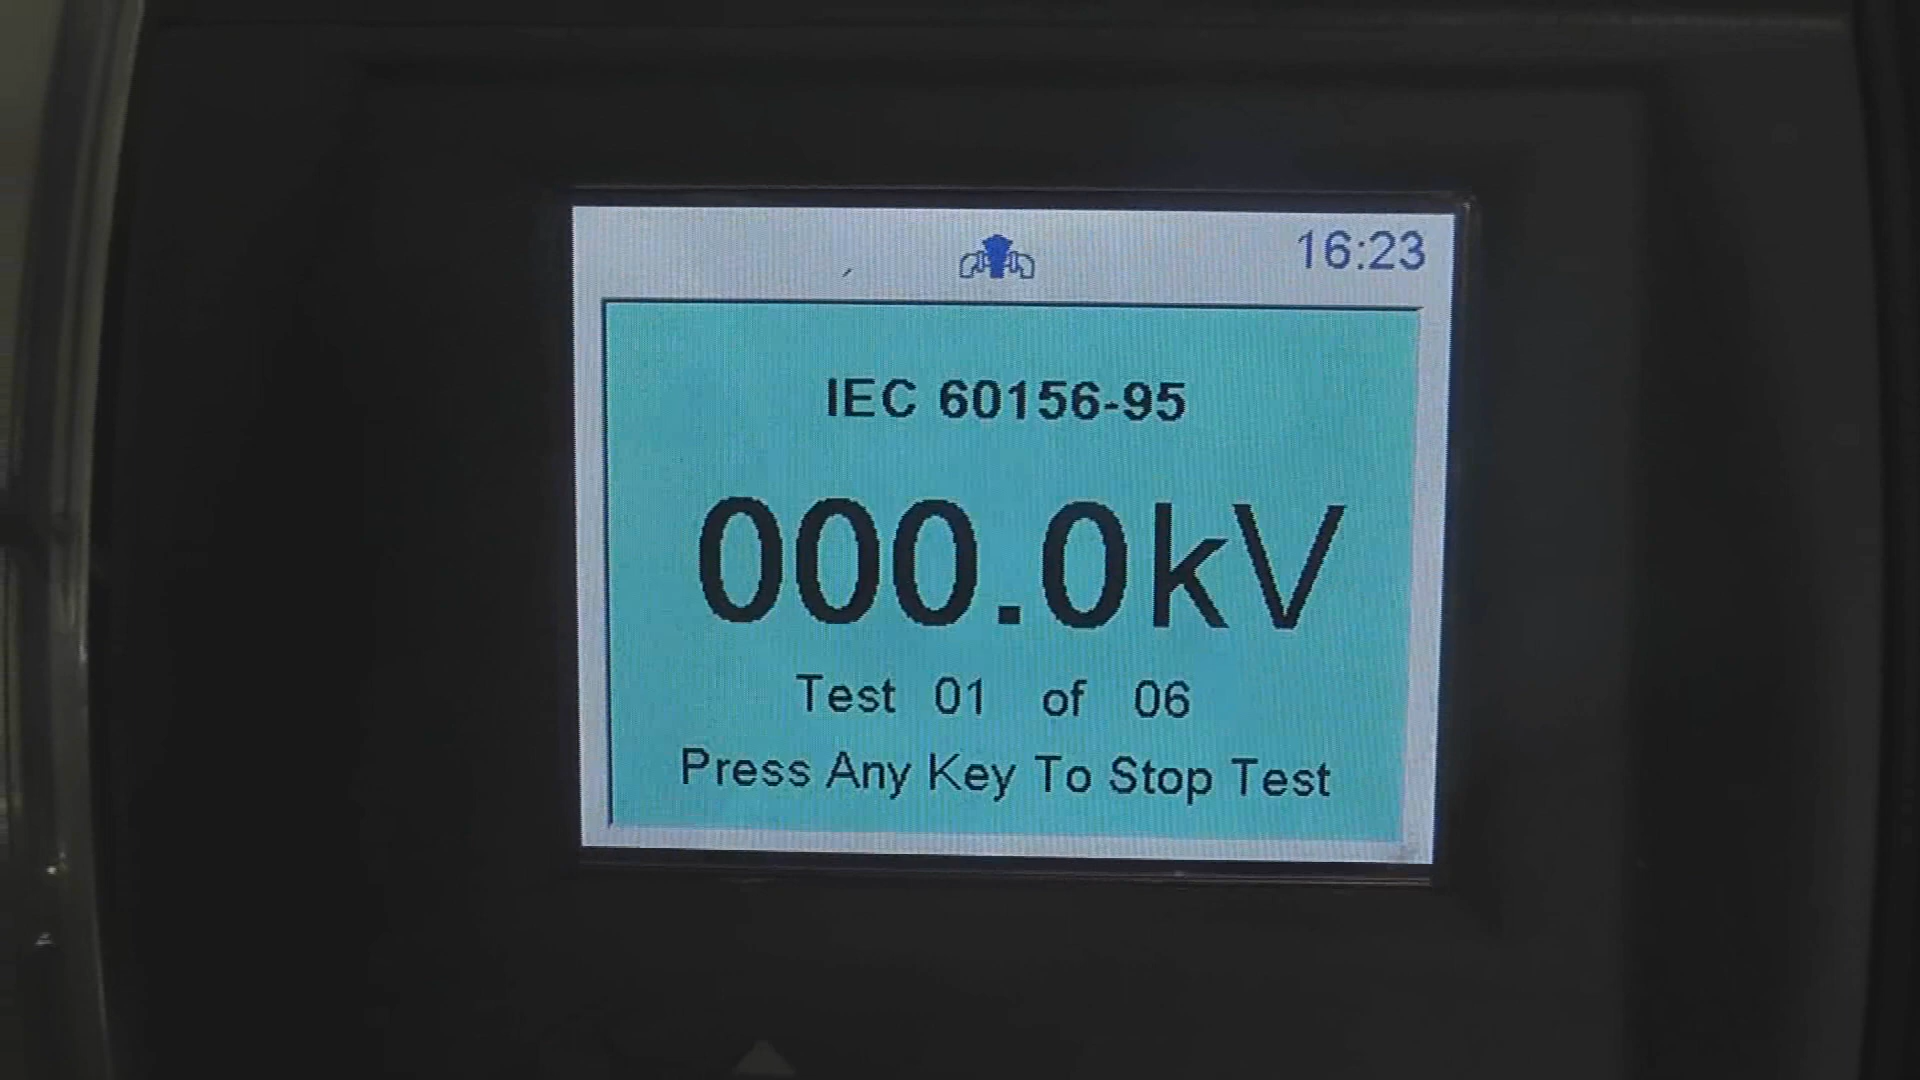 16:23
IEC 60156-95
000.0kV
Test 01 of 06
Press Any Key To Stop Test